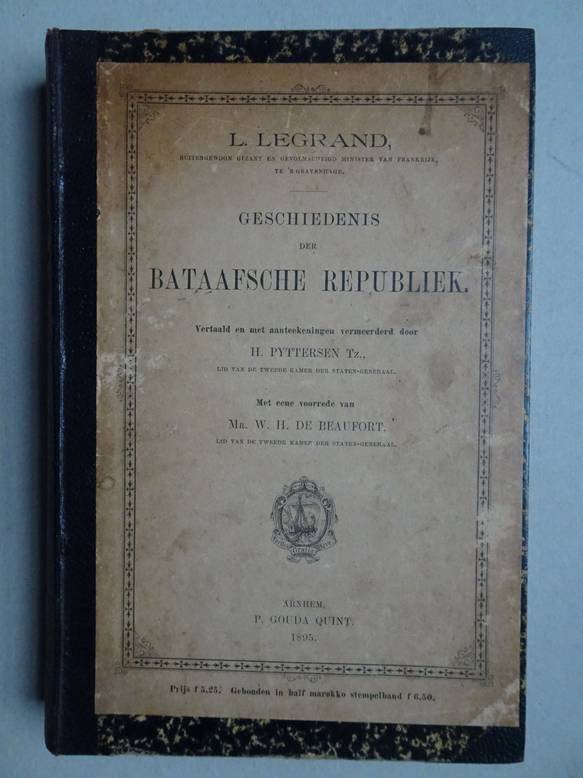 L. LEGRAND,
BUITENGEWOON GEZANT EN GEVOLMACHTIGD MINISTER VAN FRANKRIJK,
TE 'S GRAVENHAGE.
GESCHIEDENIS
DER
BATAAFSCHE REPUBLIEK.
Vertaald en met aanteekeningen vermeerderd door
H. PYTTERSEN Tz.,
LID VAN DE TWEEDE KAMER DER STATEN-GENERAAL.
Met eene voorrede van
MR. W. H. DE BEAUFORT.
LID VAN DE TWEEDE KAMER DER STATEN-GENERAAL.
ARNHEM,
P. GOUDA QUINT.
1895.
Prijs f 5,25. Gebonden in half marokko stempelband f 6,50.